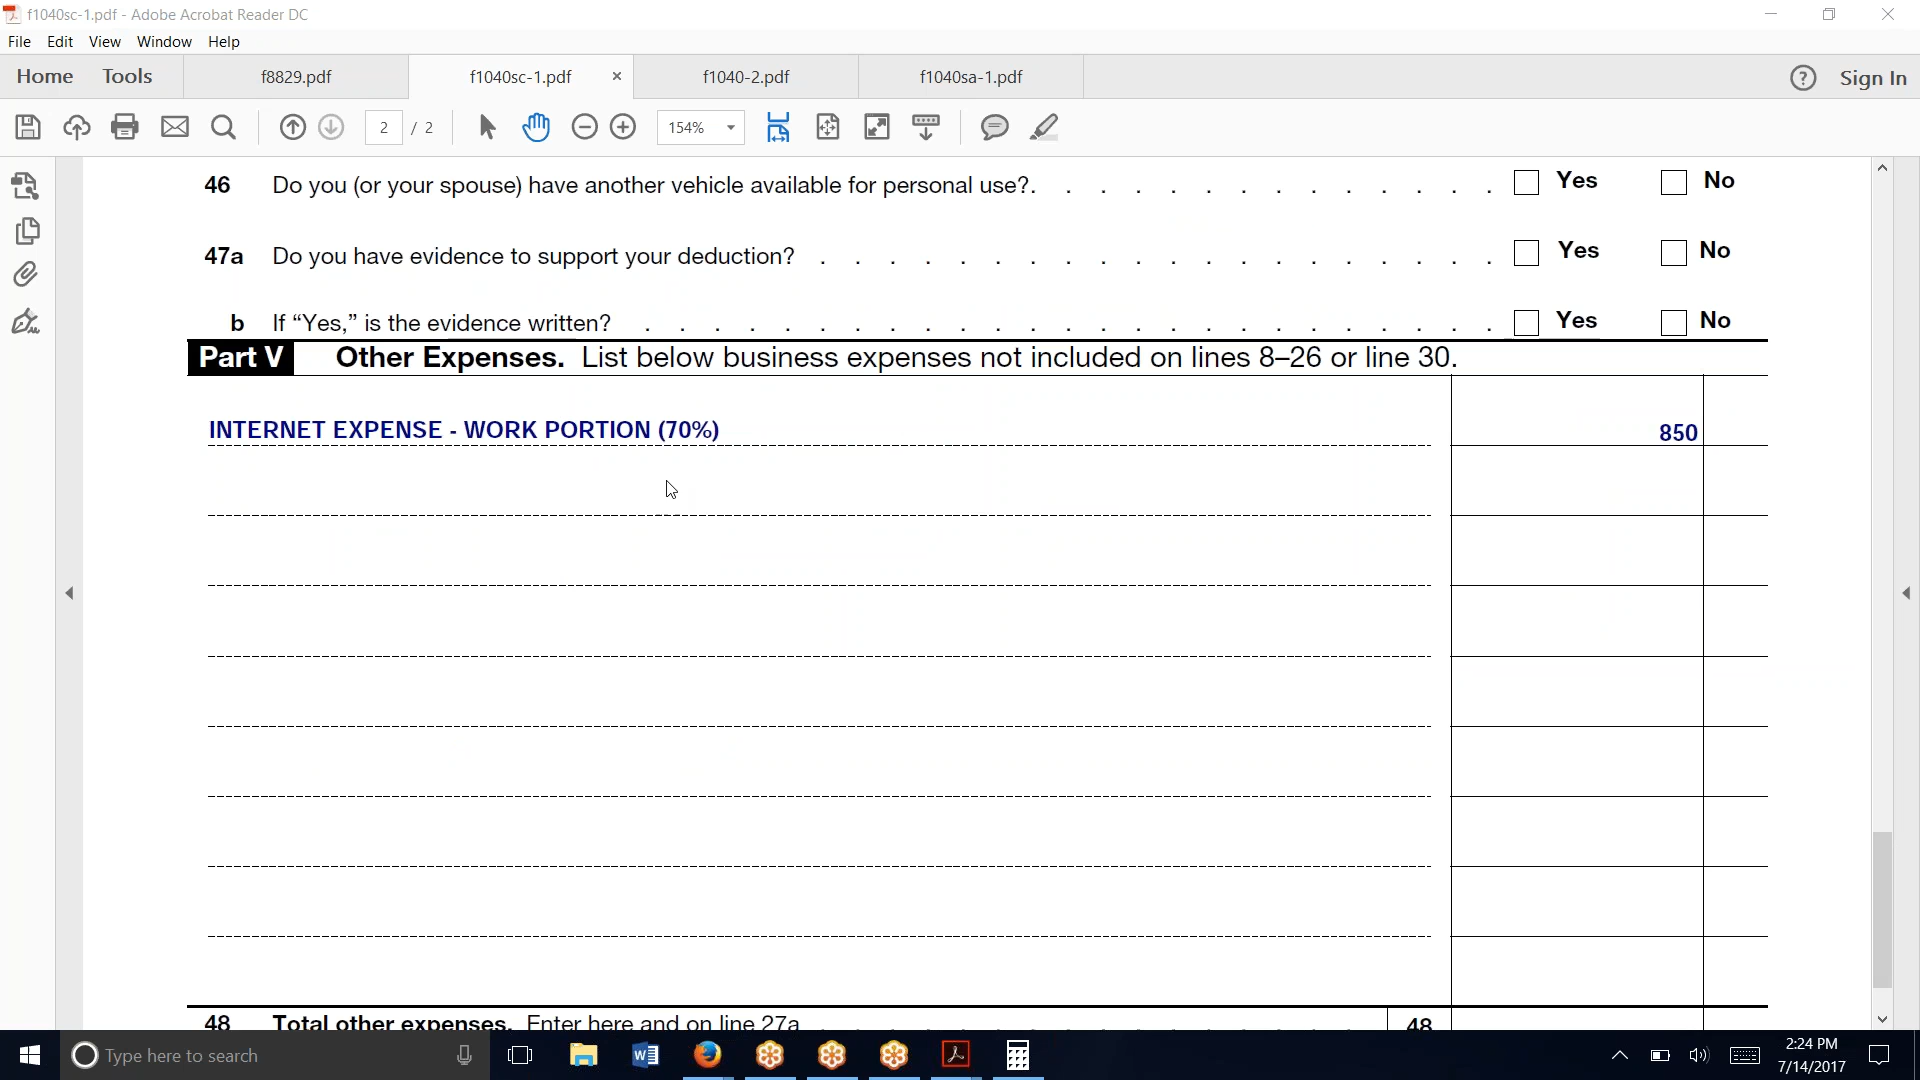 f1040sc-1.pdf - Adobe Acrobat Reader DC
File Edit View Window Help
Home Tools f8829.pdf f1040sc-1.pdf × f1040-2.pdf f1040sa-1.pdf ? Sign In
2 / 2 154%
46 Do you (or your spouse) have another vehicle available for personal use?. . . . . . . . . . . . . . Yes No
47a Do you have evidence to support your deduction? . . . . . . . . . . . . . . . . . . . . Yes No
b If “Yes,” is the evidence written? . . . . . . . . . . . . . . . . . . . . . . . . . Yes No
Part V Other Expenses. List below business expenses not included on lines 8–26 or line 30.
INTERNET EXPENSE - WORK PORTION (70%) 850
48 Total other expenses. Enter here and on line 27a . . . . . . . . . . . . . . . . 48
Type here to search
2:24 PM
7/14/2017